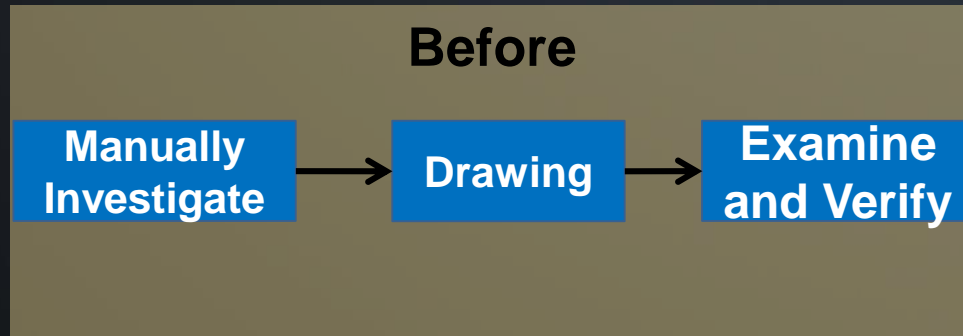 Before
Manually
Investigate
Drawing
Examine
and Verify